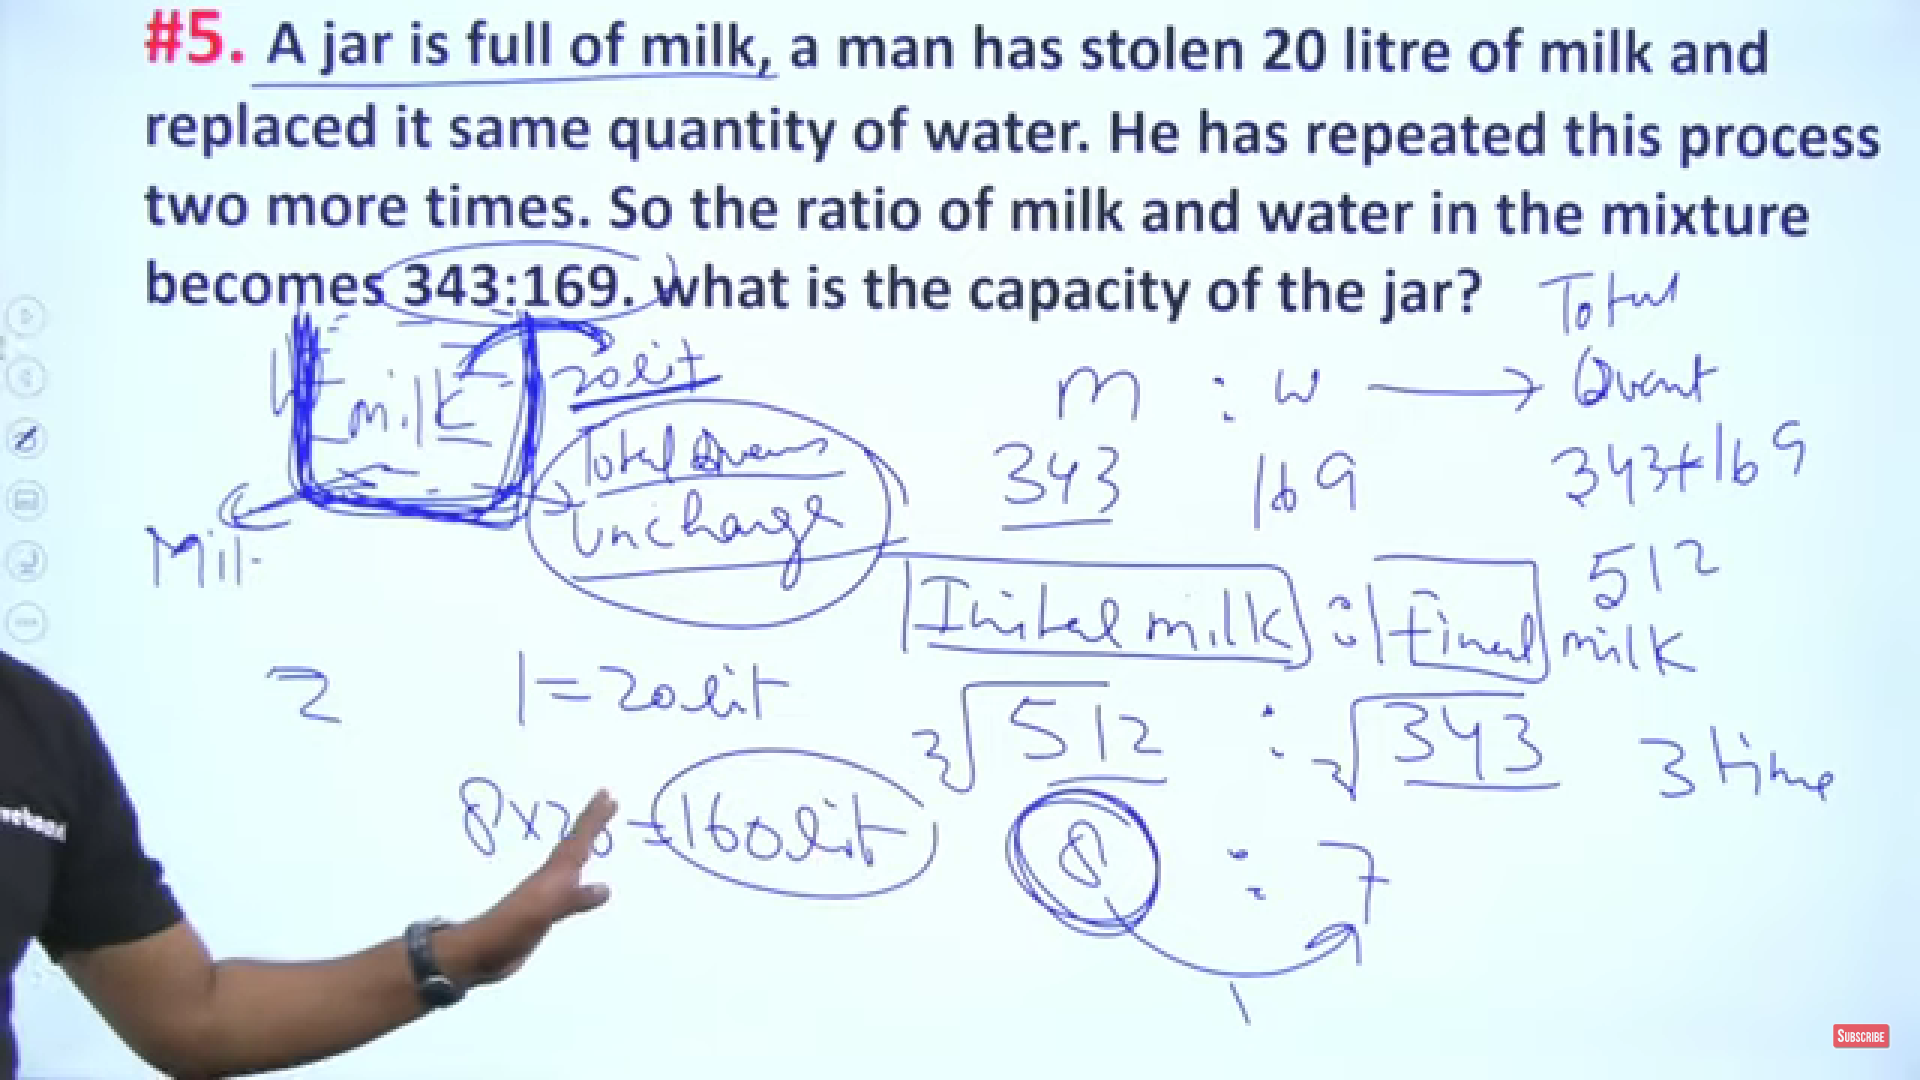 #5. A jar is full of milk, a man has stolen 20 litre of milk and
replaced it same quantity of water. He has repeated this process
two more times. So the ratio of milk and water in the mixture
becomes 343:169. what is the capacity of the jar?
Total
Quant
m : w
milk
20lit
343 169
343+169
512
Total
Unchange
Mil
Initial milk : Final milk
2
1=20lit
3√512 : 3√343
3 time
8×20=160lit
8 : 7
1
SUBSCRIBE